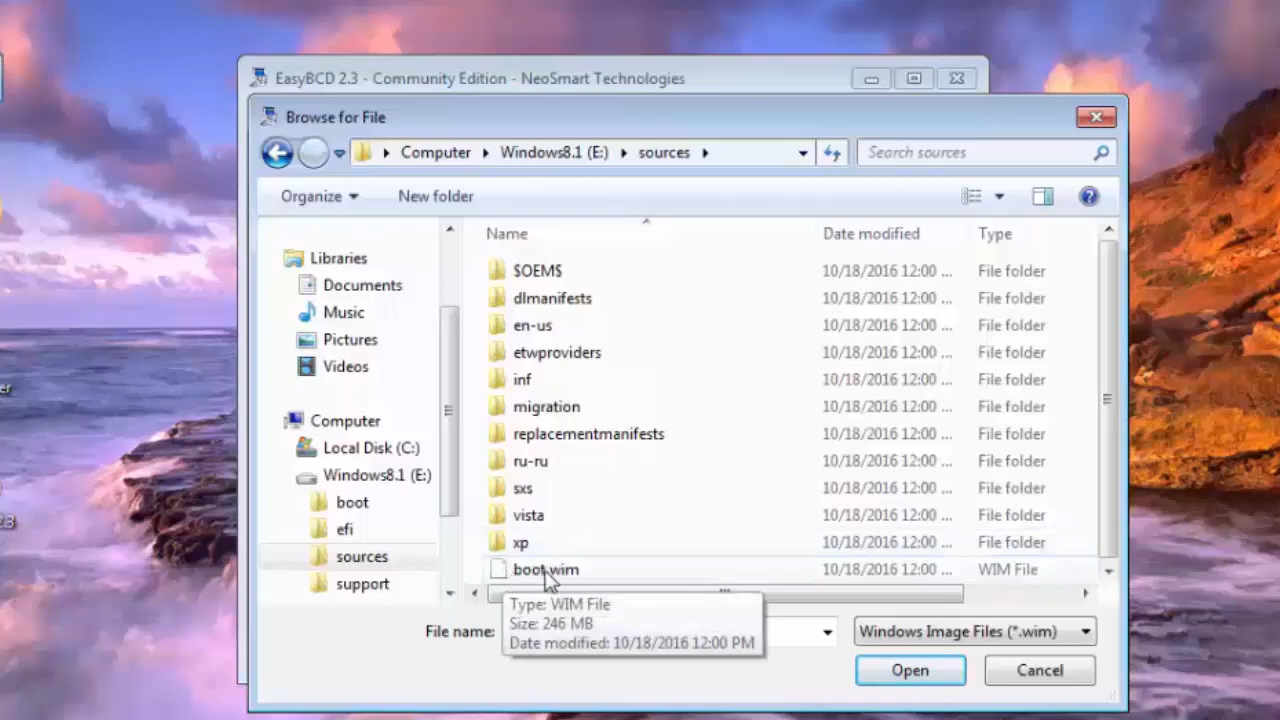 EasyBCD 2.3 - Community Edition - NeoSmart Technologies
Browse for File
Computer Windows8.1 (E:) sources
Search sources
Organize
New folder
Name Date modified Type
Libraries
Documents
Music
Pictures
Videos
Computer
Local Disk (C:)
Windows8.1 (E:)
boot
efi
sources
support
$OEM$ 10/18/2016 12:00 ... File folder
dlmanifests 10/18/2016 12:00 ... File folder
en-us 10/18/2016 12:00 ... File folder
etwproviders 10/18/2016 12:00 ... File folder
inf 10/18/2016 12:00 ... File folder
migration 10/18/2016 12:00 ... File folder
replacementmanifests 10/18/2016 12:00 ... File folder
ru-ru 10/18/2016 12:00 ... File folder
sxs 10/18/2016 12:00 ... File folder
vista 10/18/2016 12:00 ... File folder
xp 10/18/2016 12:00 ... File folder
boot.wim 10/18/2016 12:00 ... WIM File
Type: WIM File
Size: 246 MB
Date modified: 10/18/2016 12:00 PM
File name:
Windows Image Files (*.wim)
Open
Cancel
er
2.3